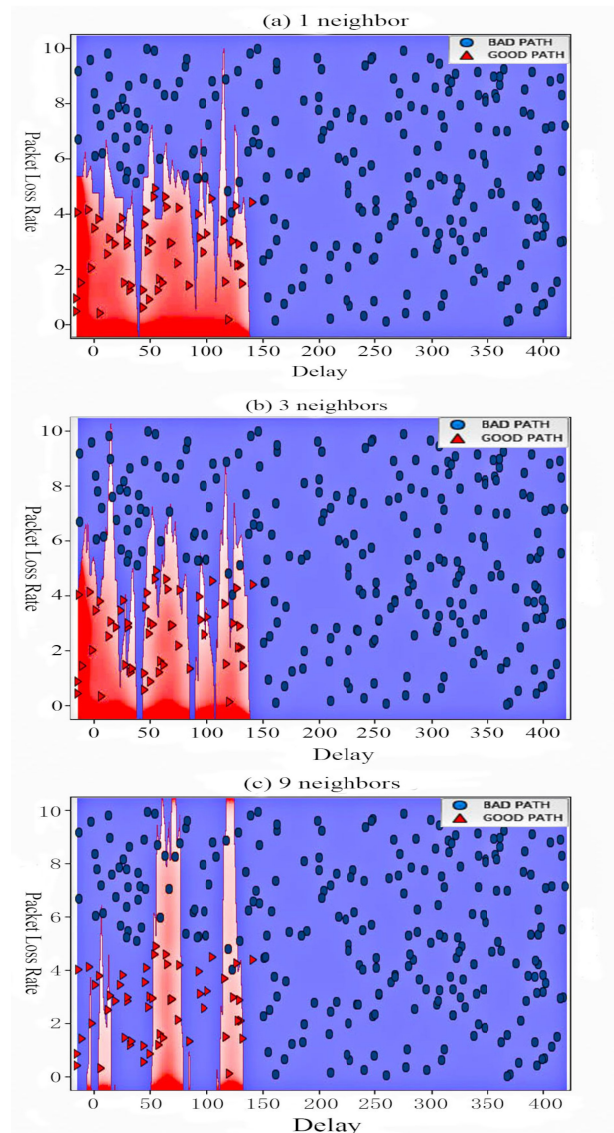 (a) 1 neighbor
BAD PATH
GOOD PATH
Packet Loss Rate
10
8
6
4
2
0
0 50 100 150 200 250 300 350 400
Delay
(b) 3 neighbors
BAD PATH
GOOD PATH
Packet Loss Rate
10
8
6
4
2
0
0 50 100 150 200 250 300 350 400
Delay
(c) 9 neighbors
BAD PATH
GOOD PATH
Packet Loss Rate
10
8
6
4
2
0
0 50 100 150 200 250 300 350 400
Delay